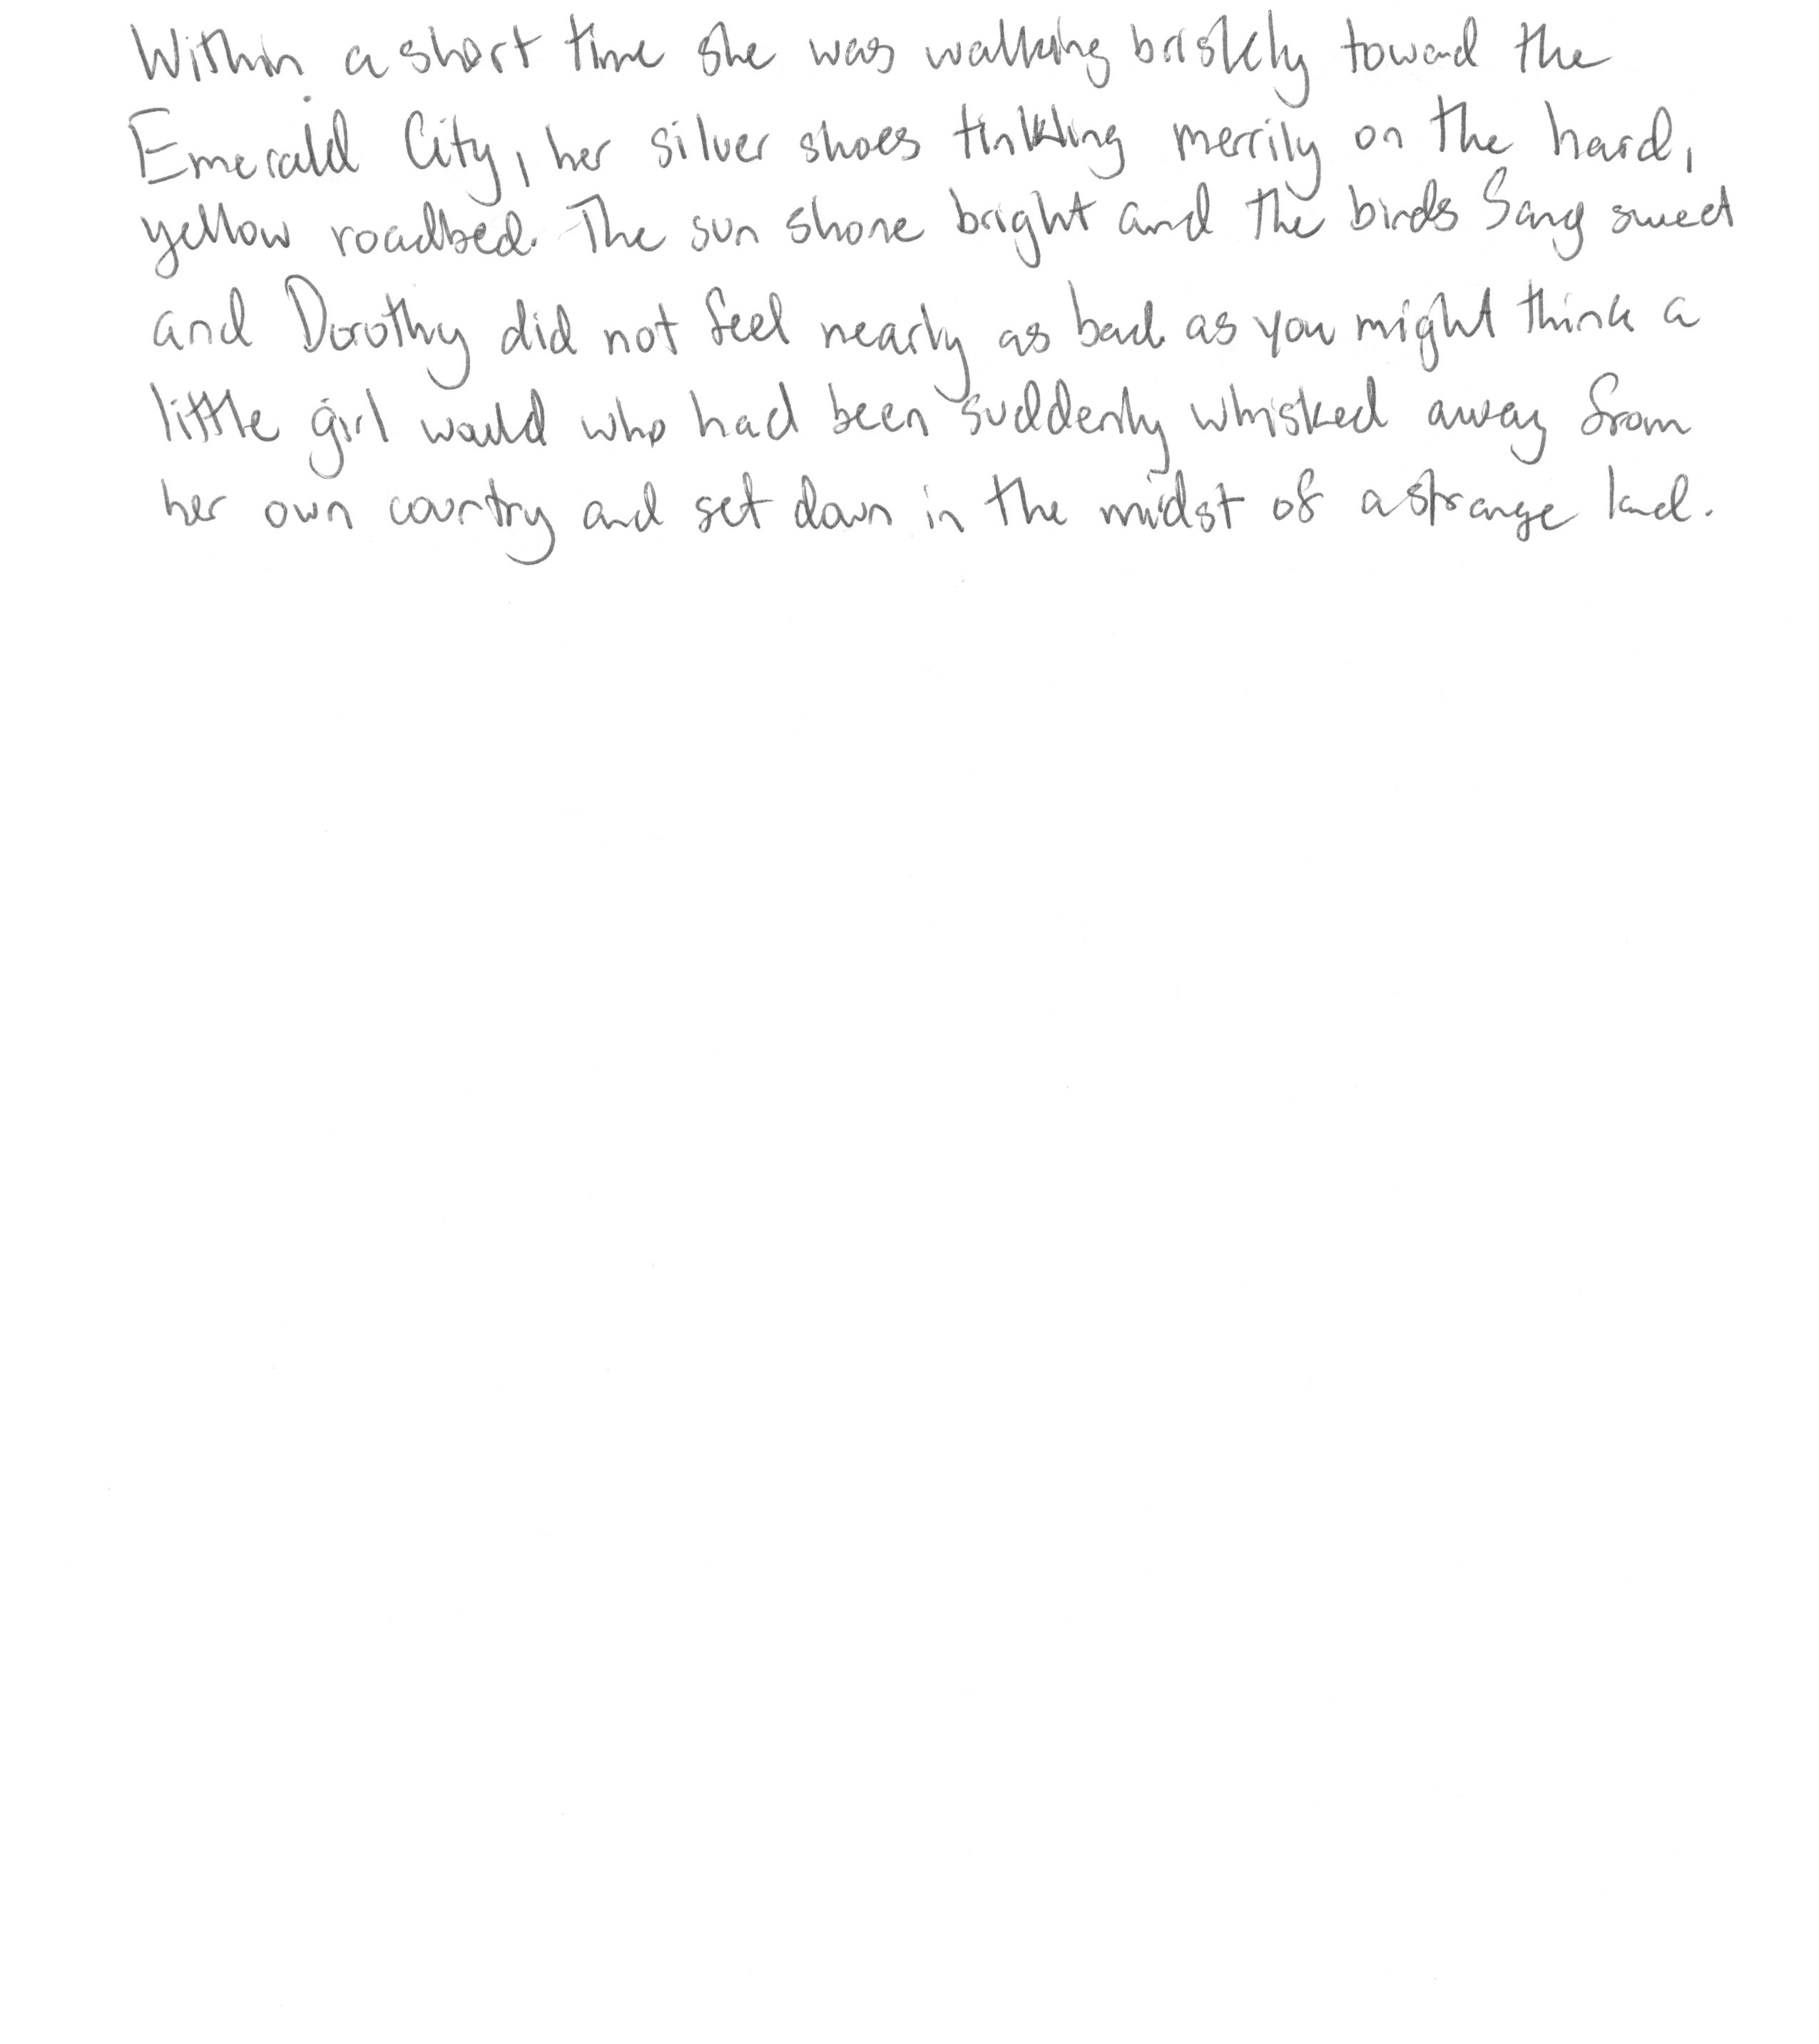 Within a short time she was walking briskly toward the
Emerald City, her silver shoes tinkling merrily on the hard,
yellow roadbed. The sun shone bright and the birds sang sweet
and Dorothy did not feel nearly as bad as you might think a
little girl would who had been suddenly whisked away from
her own country and set down in the midst of a strange land.